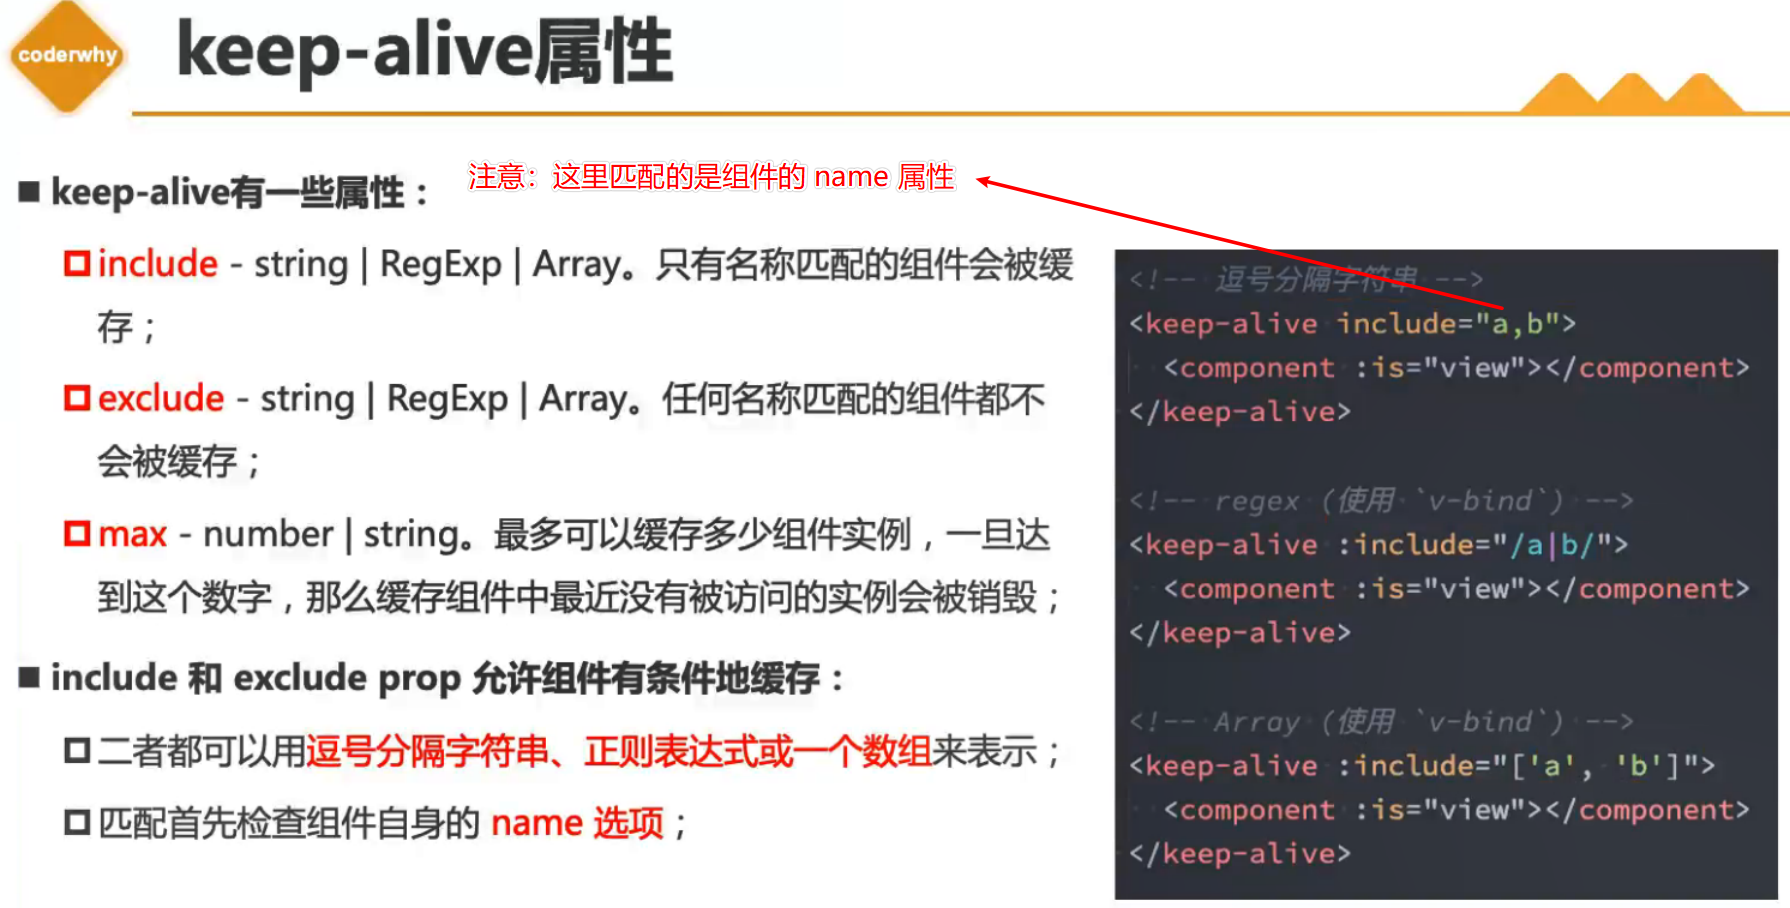 coderwhy
keep-alive属性
keep-alive有一些属性：
注意：这里匹配的是组件的 name 属性
include - string | RegExp | Array。只有名称匹配的组件会被缓
存；
exclude - string | RegExp | Array。任何名称匹配的组件都不
会被缓存；
max - number | string。最多可以缓存多少组件实例，一旦达
到这个数字，那么缓存组件中最近没有被访问的实例会被销毁；
include 和 exclude prop 允许组件有条件地缓存：
二者都可以用逗号分隔字符串、正则表达式或一个数组来表示；
匹配首先检查组件自身的 name 选项；
<!-- 逗号分隔字符串 -->
<keep-alive include="a,b">
  <component :is="view"></component>
</keep-alive>
<!-- regex (使用 `v-bind`) -->
<keep-alive :include="/a|b/">
  <component :is="view"></component>
</keep-alive>
<!-- Array (使用 `v-bind`) -->
<keep-alive :include="['a', 'b']">
  <component :is="view"></component>
</keep-alive>